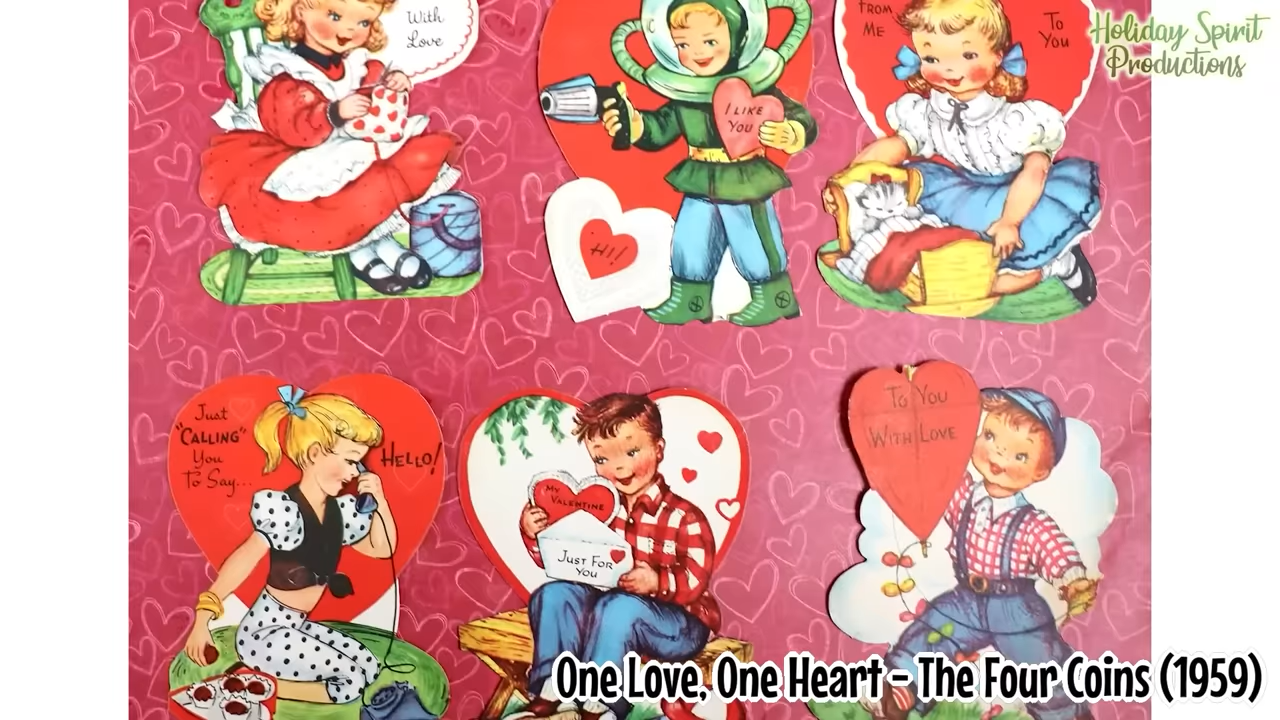 With
Love
I LIKE
YOU
Hi!
FROM
ME
To
You
Holiday Spirit
Productions
Just
"CALLING"
You
To Say...
HELLO!
MY
VALENTINE
JUST FOR
YOU
To You
With Love
One Love, One Heart - The Four Coins (1959)